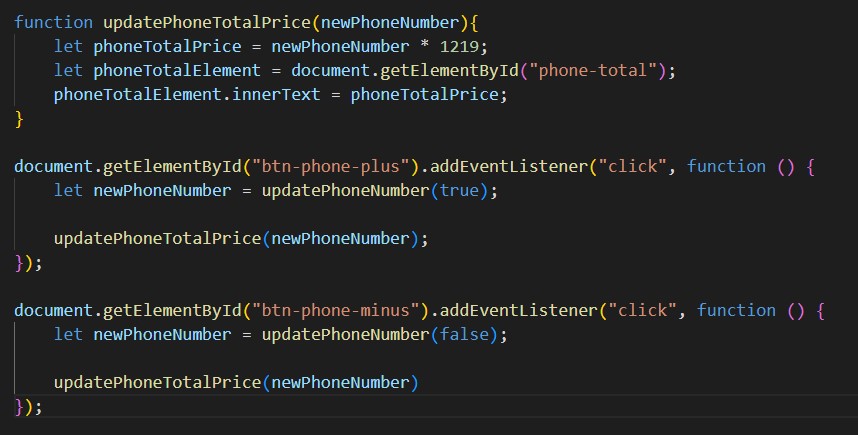 function updatePhoneTotalPrice(newPhoneNumber){
    let phoneTotalPrice = newPhoneNumber * 1219;
    let phoneTotalElement = document.getElementById("phone-total");
    phoneTotalElement.innerText = phoneTotalPrice;
}

document.getElementById("btn-phone-plus").addEventListener("click", function () {
    let newPhoneNumber = updatePhoneNumber(true);

    updatePhoneTotalPrice(newPhoneNumber);
});

document.getElementById("btn-phone-minus").addEventListener("click", function () {
    let newPhoneNumber = updatePhoneNumber(false);

    updatePhoneTotalPrice(newPhoneNumber)
});